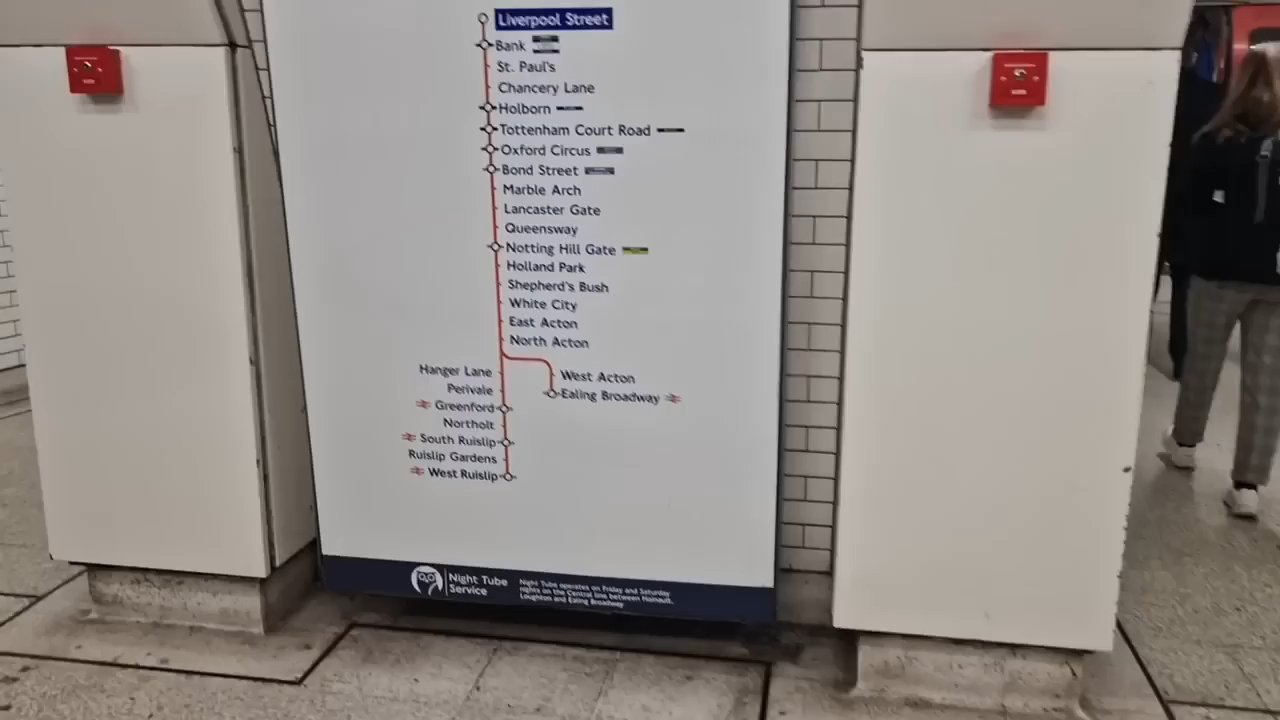 Liverpool Street
Bank
St. Paul's
Chancery Lane
Holborn
Tottenham Court Road
Oxford Circus
Bond Street
Marble Arch
Lancaster Gate
Queensway
Notting Hill Gate
Holland Park
Shepherd's Bush
White City
East Acton
North Acton
Hanger Lane
West Acton
Perivale
Ealing Broadway
Greenford
Northolt
South Ruislip
Ruislip Gardens
West Ruislip
Night Tube
Service
Night Tube operates on Friday and Saturday
nights on the Central line between Hainault,
Loughton and Ealing Broadway